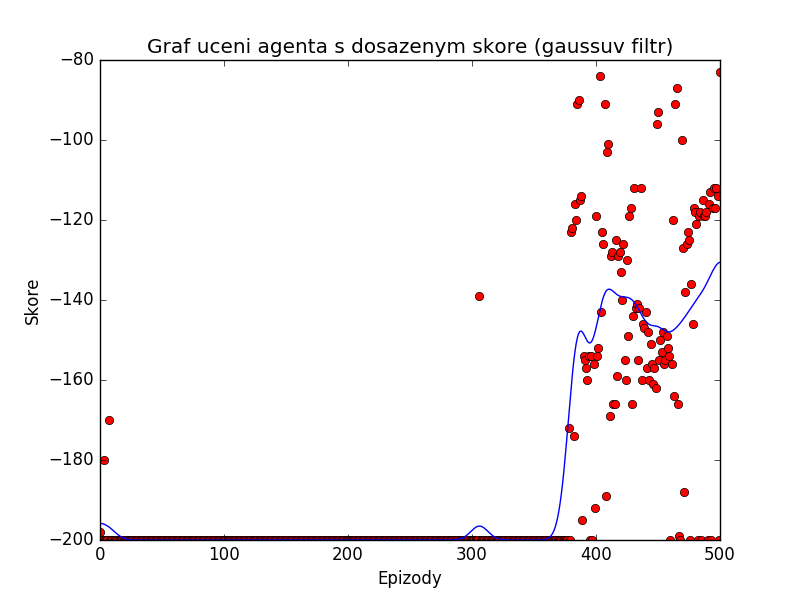 Graf uceni agenta s dosazenym skore (gaussuv filtr)
−80
−100
−120
−140
−160
−180
−200
Skore
0 100 200 300 400 500
Epizody